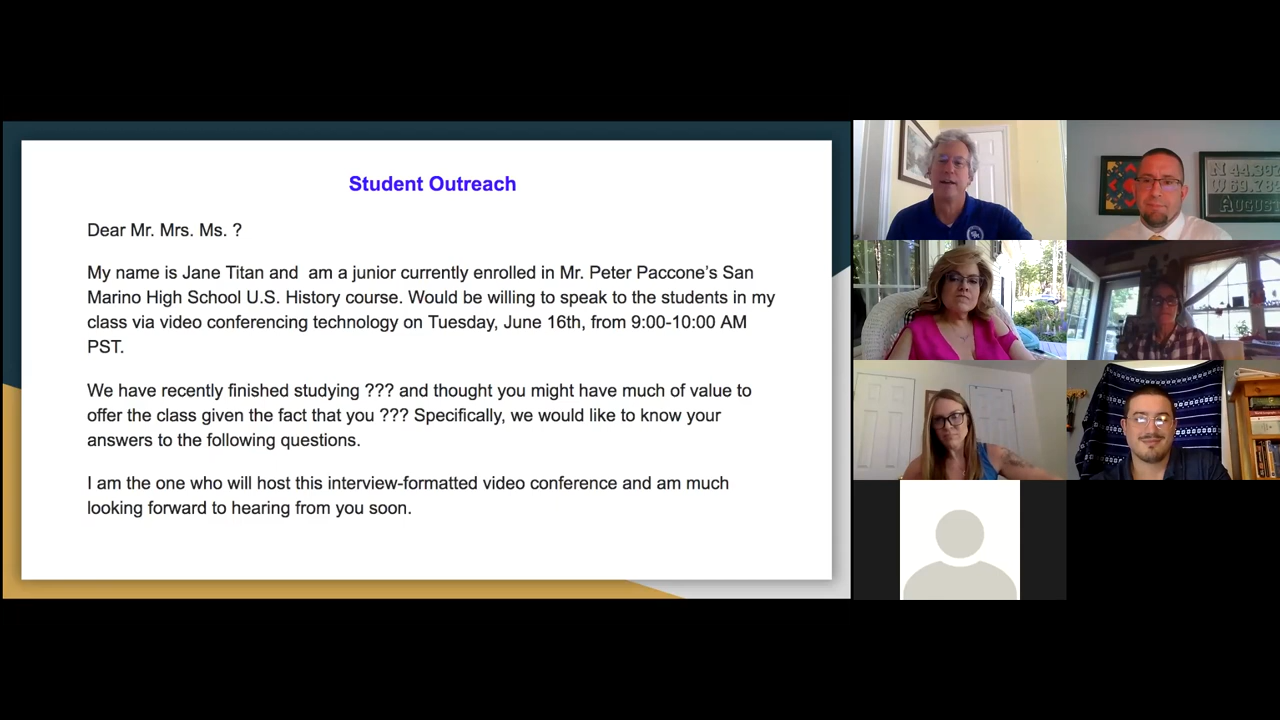 Student Outreach
Dear Mr. Mrs. Ms. ?
My name is Jane Titan and  am a junior currently enrolled in Mr. Peter Paccone’s San
Marino High School U.S. History course. Would be willing to speak to the students in my
class via video conferencing technology on Tuesday, June 16th, from 9:00-10:00 AM
PST.
We have recently finished studying ??? and thought you might have much of value to
offer the class given the fact that you ??? Specifically, we would like to know your
answers to the following questions.
I am the one who will host this interview-formatted video conference and am much
looking forward to hearing from you soon.